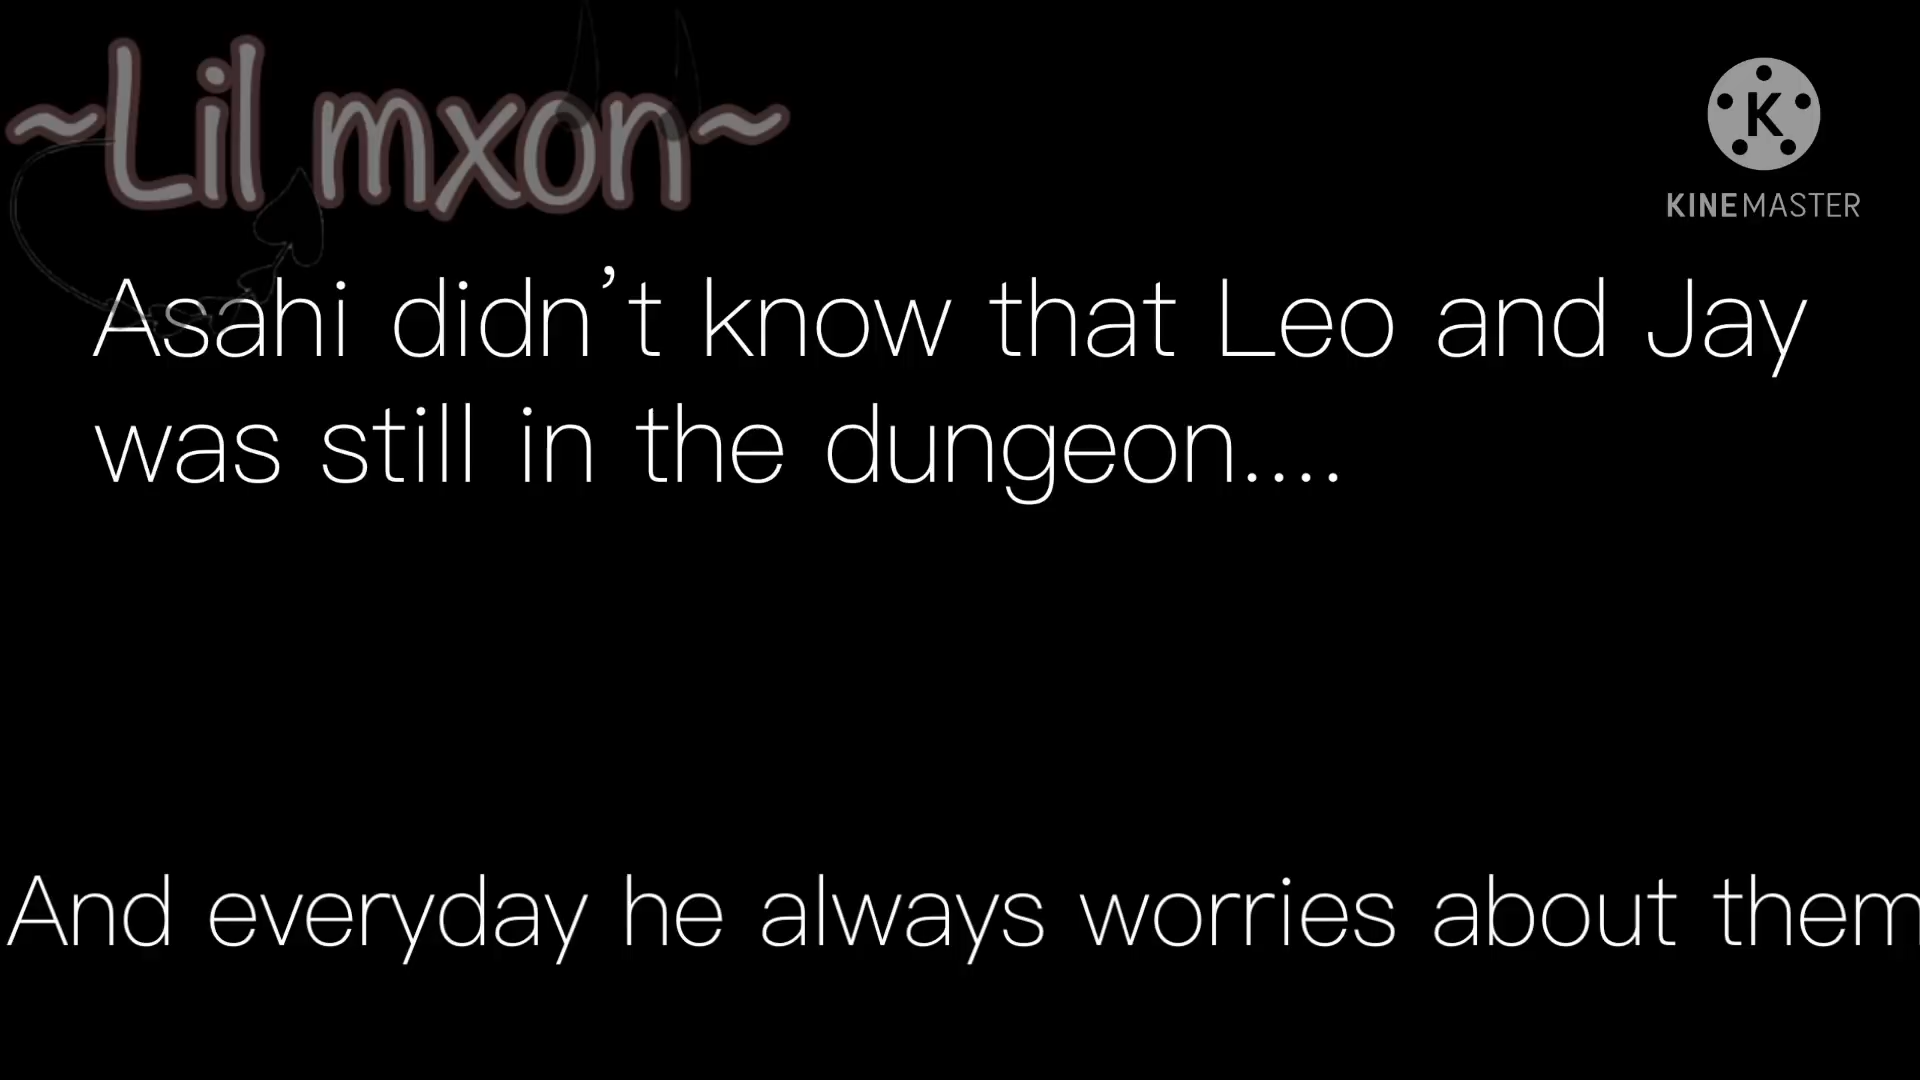 ~Lil mxon~
K
KINEMASTER
Asahi didn’t know that Leo and Jay
was still in the dungeon....
And everyday he always worries about them